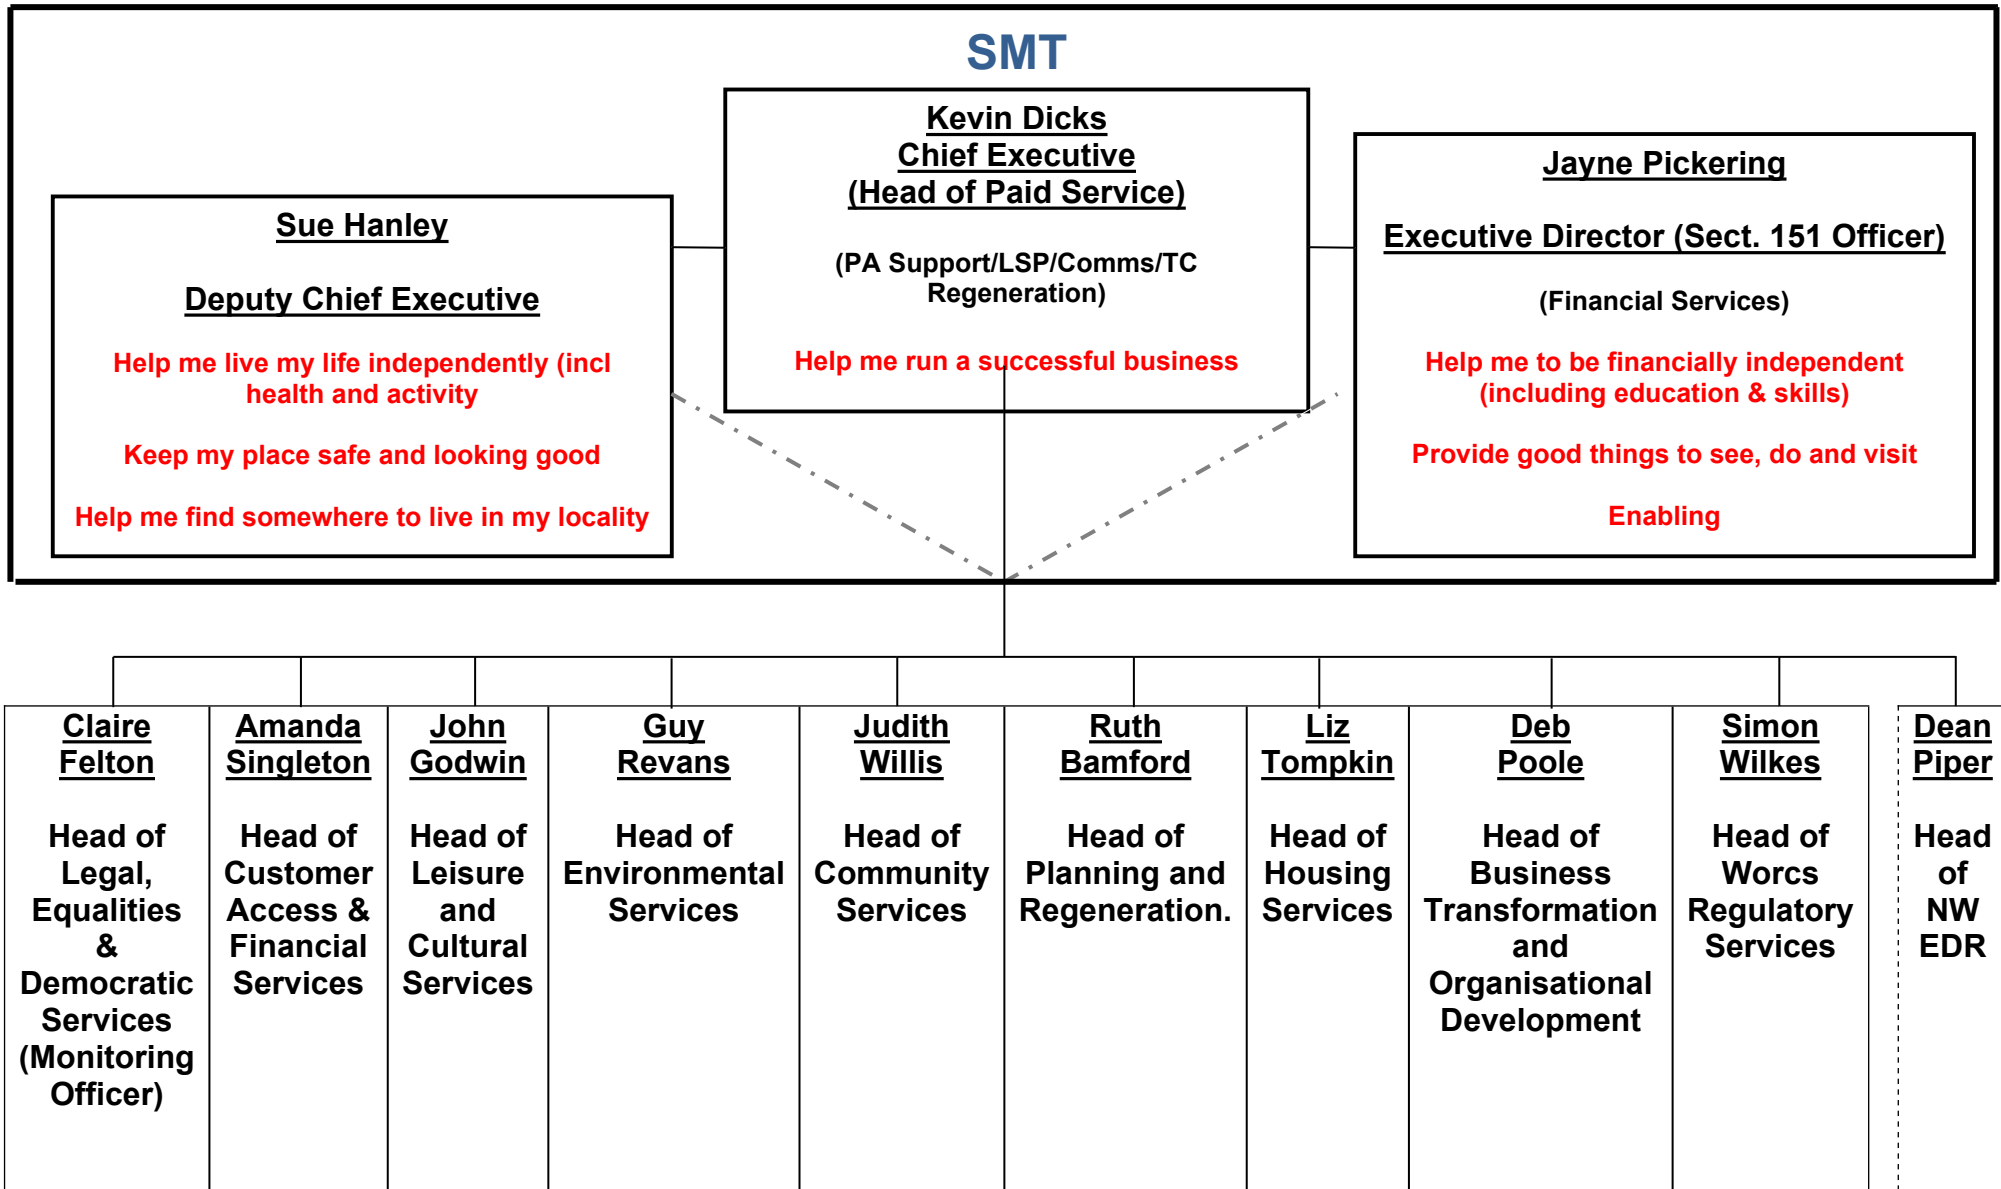 SMT
Sue Hanley
Deputy Chief Executive
Help me live my life independently (incl
health and activity
Keep my place safe and looking good
Help me find somewhere to live in my locality
Kevin Dicks
Chief Executive
(Head of Paid Service)
(PA Support/LSP/Comms/TC
Regeneration)
Help me run a successful business
Jayne Pickering
Executive Director (Sect. 151 Officer)
(Financial Services)
Help me to be financially independent
(including education & skills)
Provide good things to see, do and visit
Enabling
Claire
Felton
Head of
Legal,
Equalities
&
Democratic
Services
(Monitoring
Officer)
Amanda
Singleton
Head of
Customer
Access &
Financial
Services
John
Godwin
Head of
Leisure
and
Cultural
Services
Guy
Revans
Head of
Environmental
Services
Judith
Willis
Head of
Community
Services
Ruth
Bamford
Head of
Planning and
Regeneration.
Liz
Tompkin
Head of
Housing
Services
Deb
Poole
Head of
Business
Transformation
and
Organisational
Development
Simon
Wilkes
Head of
Worcs
Regulatory
Services
Dean
Piper
Head
of
NW
EDR